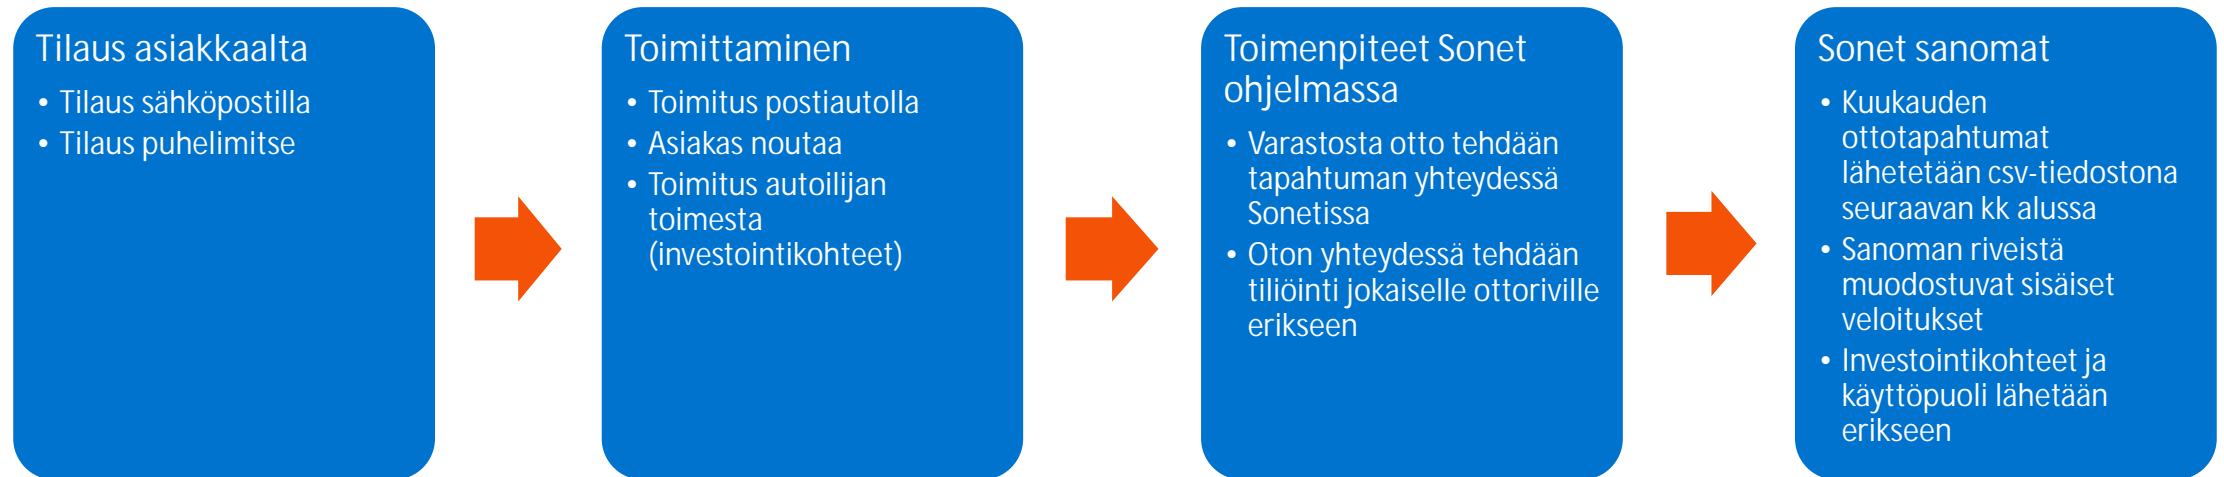 Tilaus asiakkaalta
• Tilaus sähköpostilla
• Tilaus puhelimitse
Toimittaminen
• Toimitus postiautolla
• Asiakas noutaa
• Toimitus autoilijan
toimesta
(investointikohteet)
Toimenpiteet Sonet
ohjelmassa
• Varastosta otto tehdään
tapahtuman yhteydessä
Sonetissa
• Oton yhteydessä tehdään
tiliöinti jokaiselle ottoriville
erikseen
Sonet sanomat
• Kuukauden
ottotapahtumat
lähetetään csv-tiedostona
seuraavan kk alussa
• Sanoman riveistä
muodostuvat sisäiset
veloitukset
• Investointikohteet ja
käyttöpuoli lähetään
erikseen